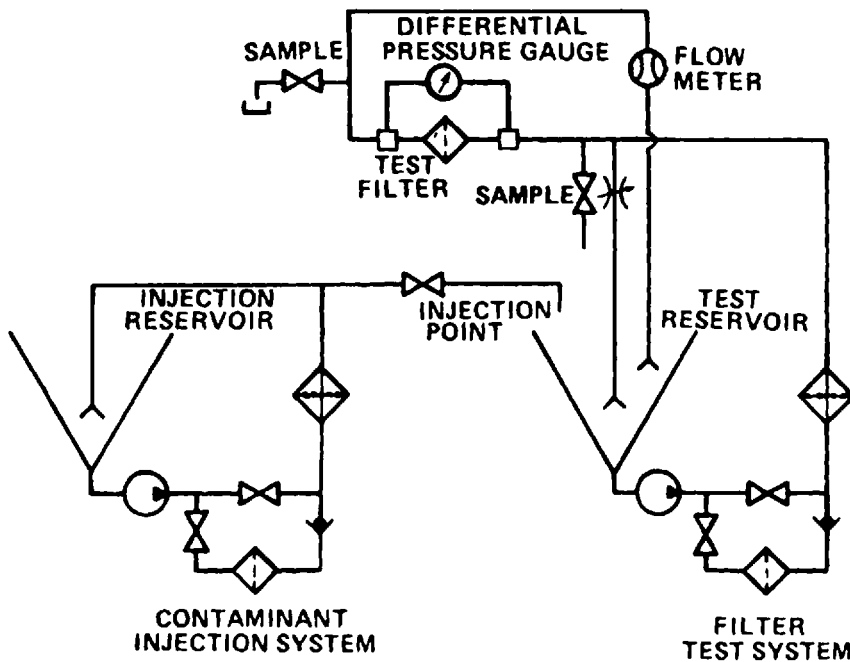 DIFFERENTIAL
PRESSURE GAUGE
SAMPLE
FLOW
METER
TEST
FILTER
SAMPLE
INJECTION
RESERVOIR
INJECTION
POINT
TEST
RESERVOIR
CONTAMINANT
INJECTION SYSTEM
FILTER
TEST SYSTEM